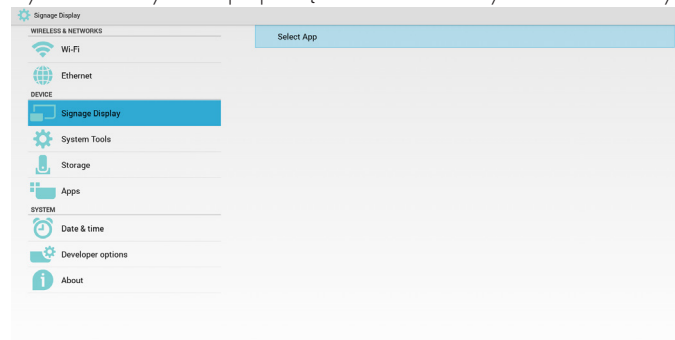 Signage Display
WIRELESS & NETWORKS
Wi-Fi
Ethernet
DEVICE
Signage Display
System Tools
Storage
Apps
SYSTEM
Date & time
Developer options
About
Select App